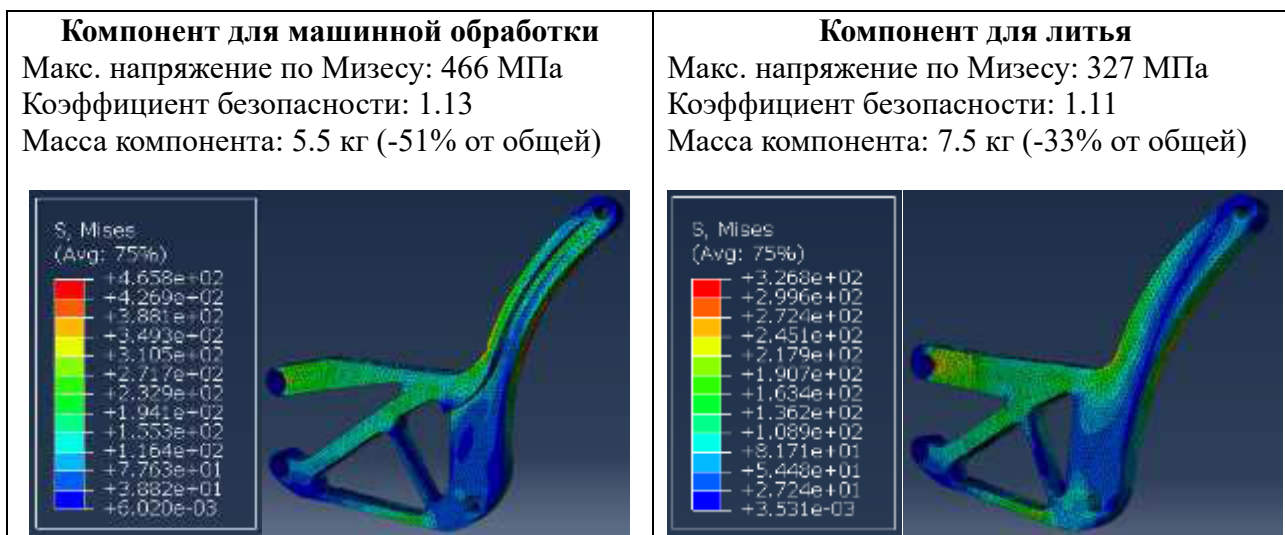 Компонент для машинной обработки
Макс. напряжение по Мизесу: 466 МПа
Коэффициент безопасности: 1.13
Масса компонента: 5.5 кг (-51% от общей)
S, Mises
(Avg: 75%)
+4.658e+02
+4.269e+02
+3.881e+02
+3.493e+02
+3.105e+02
+2.717e+02
+2.329e+02
+1.941e+02
+1.553e+02
+1.164e+02
+7.763e+01
+3.882e+01
+6.020e-03
Компонент для литья
Макс. напряжение по Мизесу: 327 МПа
Коэффициент безопасности: 1.11
Масса компонента: 7.5 кг (-33% от общей)
S, Mises
(Avg: 75%)
+3.268e+02
+2.996e+02
+2.724e+02
+2.451e+02
+2.179e+02
+1.907e+02
+1.634e+02
+1.362e+02
+1.089e+02
+8.171e+01
+5.448e+01
+2.724e+01
+3.531e-03